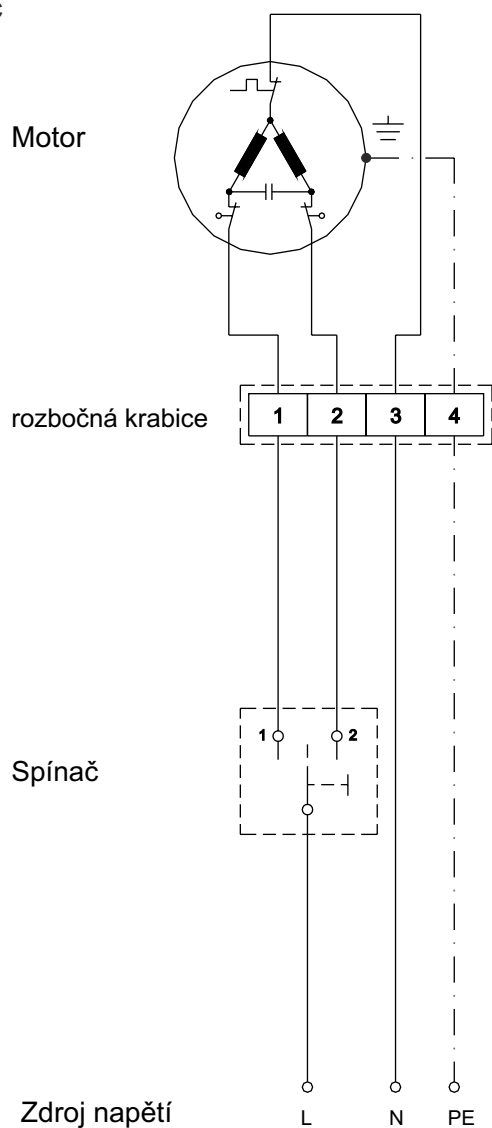 Motor
rozbočná krabice
1 2 3 4
1 2
Spínač
Zdroj napětí
L N PE